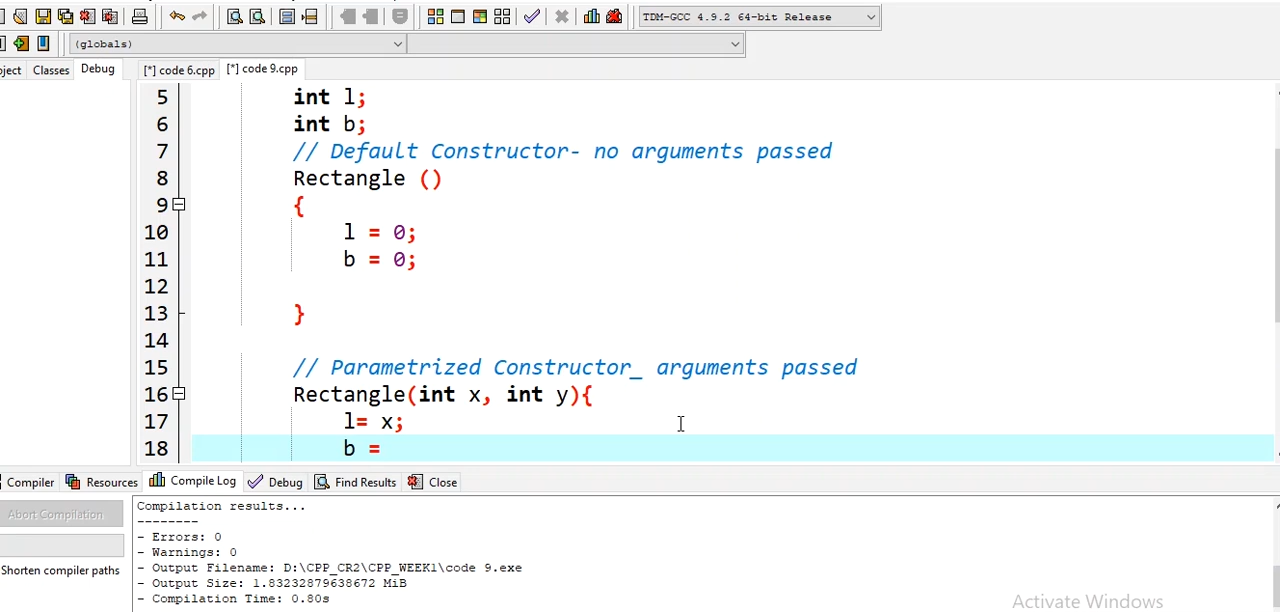 TDM-GCC 4.9.2 64-bit Release
(globals)
ject Classes Debug [*] code 6.cpp [*] code 9.cpp
5 int l;
6 int b;
7 // Default Constructor- no arguments passed
8 Rectangle ()
9 {
10 l = 0;
11 b = 0;
12
13 }
14
15 // Parametrized Constructor_ arguments passed
16 Rectangle(int x, int y){
17 l= x;
18 b =
Compiler Resources Compile Log Debug Find Results Close
Abort Compilation
Shorten compiler paths
Compilation results...
--------
- Errors: 0
- Warnings: 0
- Output Filename: D:\CPP_CR2\CPP_WEEK1\code 9.exe
- Output Size: 1.83232879638672 MiB
- Compilation Time: 0.80s
Activate Windows